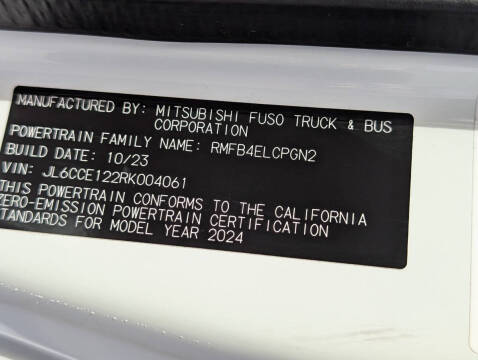 MANUFACTURED BY: MITSUBISHI FUSO TRUCK & BUS
CORPORATION
POWERTRAIN FAMILY NAME: RMFB4ELCPGN2
BUILD DATE: 10/23
VIN: JL6CCE122RK004061
THIS POWERTRAIN CONFORMS TO THE CALIFORNIA
ZERO-EMISSION POWERTRAIN CERTIFICATION
STANDARDS FOR MODEL YEAR 2024